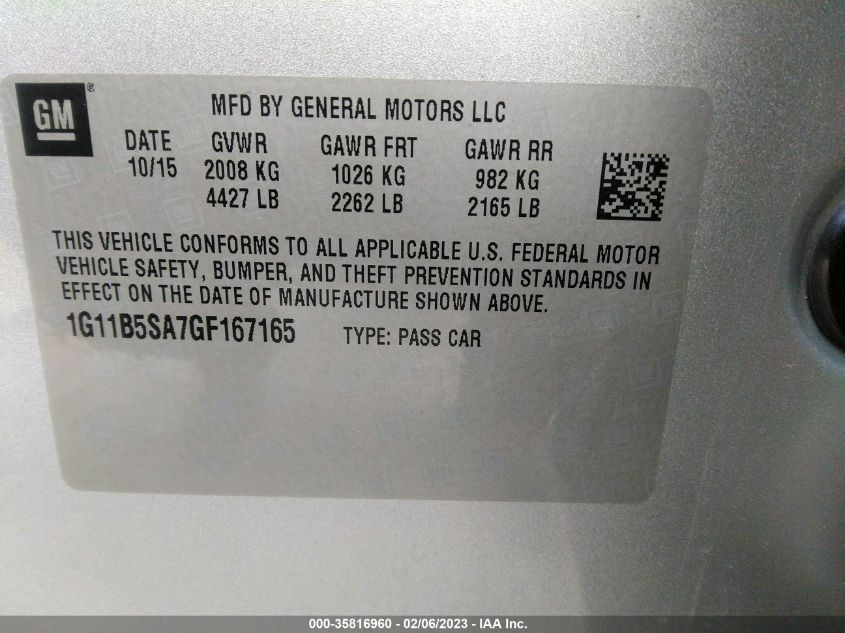 GM ®
MFD BY GENERAL MOTORS LLC
DATE GVWR GAWR FRT GAWR RR
10/15 2008 KG 1026 KG 982 KG
4427 LB 2262 LB 2165 LB
THIS VEHICLE CONFORMS TO ALL APPLICABLE U.S. FEDERAL MOTOR
VEHICLE SAFETY, BUMPER, AND THEFT PREVENTION STANDARDS IN
EFFECT ON THE DATE OF MANUFACTURE SHOWN ABOVE.
1G11B5SA7GF167165 TYPE: PASS CAR
000-35816960 - 02/06/2023 - IAA Inc.